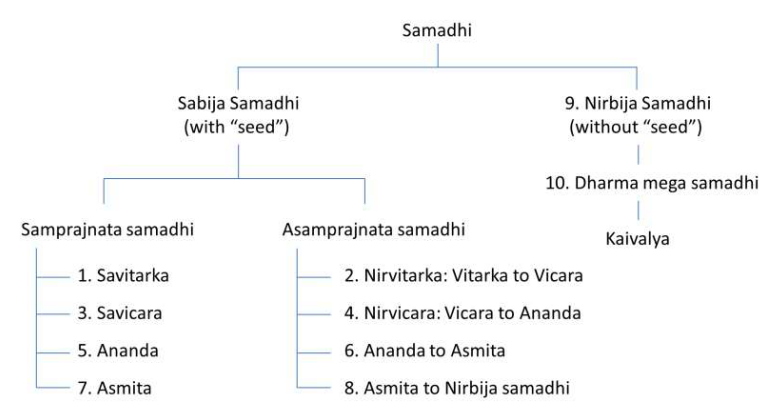 Samadhi
Sabija Samadhi
(with “seed”)
9. Nirbija Samadhi
(without “seed”)
10. Dharma mega samadhi
Kaivalya
Samprajnata samadhi
1. Savitarka
3. Savicara
5. Ananda
7. Asmita
Asamprajnata samadhi
2. Nirvitarka: Vitarka to Vicara
4. Nirvicara: Vicara to Ananda
6. Ananda to Asmita
8. Asmita to Nirbija samadhi